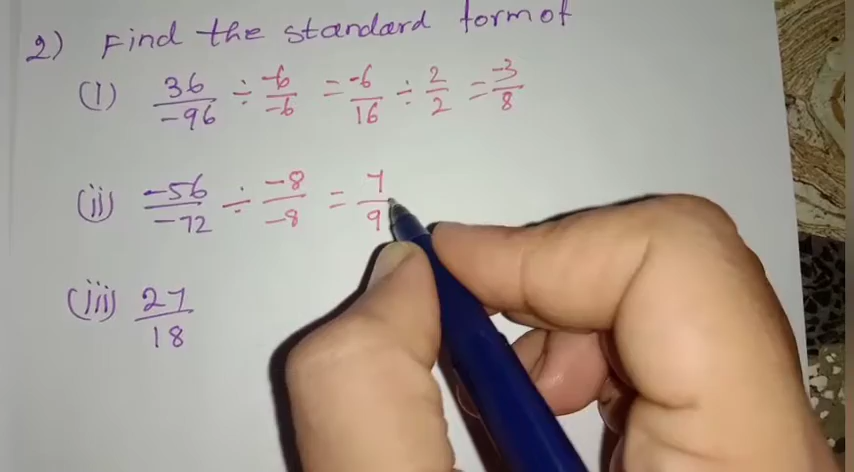 2) Find the standard form of
(i) 36/-96 ÷ -6/-6 = -6/16 ÷ 2/2 = -3/8
(ii) -56/-72 ÷ -8/-8 = 7/9
(iii) 27/18